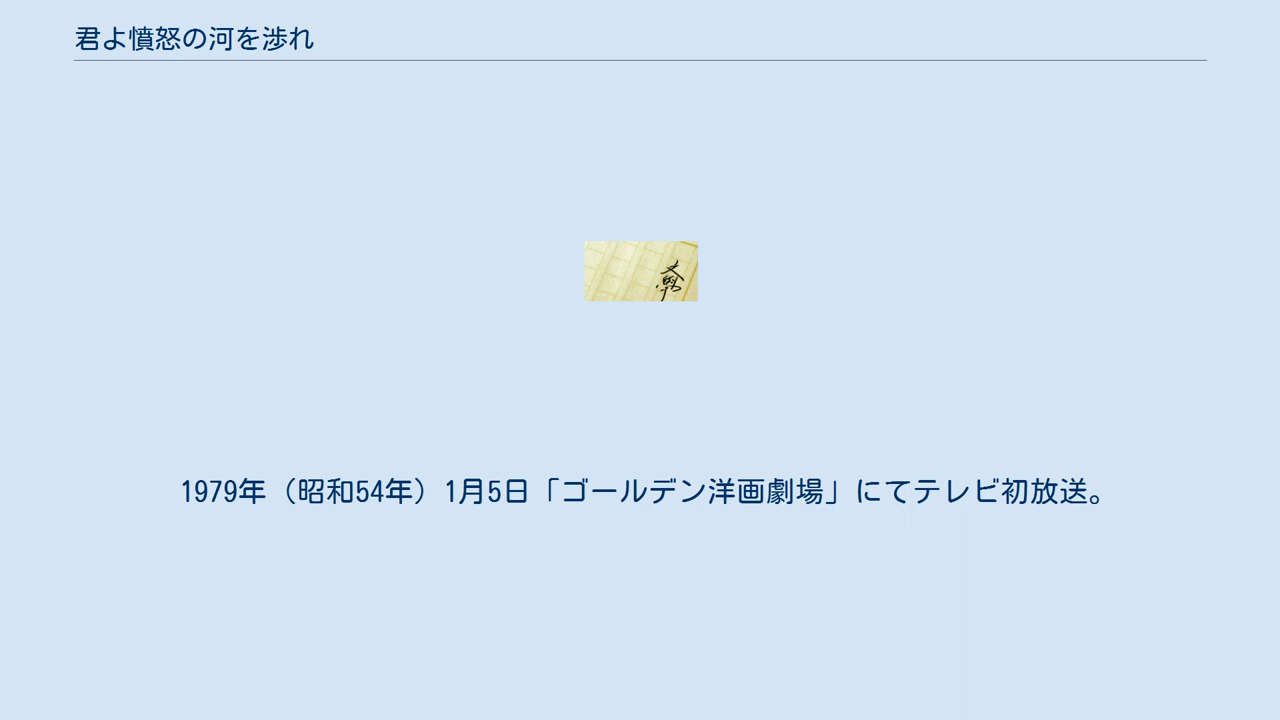 君よ憤怒の河を渉れ
1979年（昭和54年）1月5日「ゴールデン洋画劇場」にてテレビ初放送。